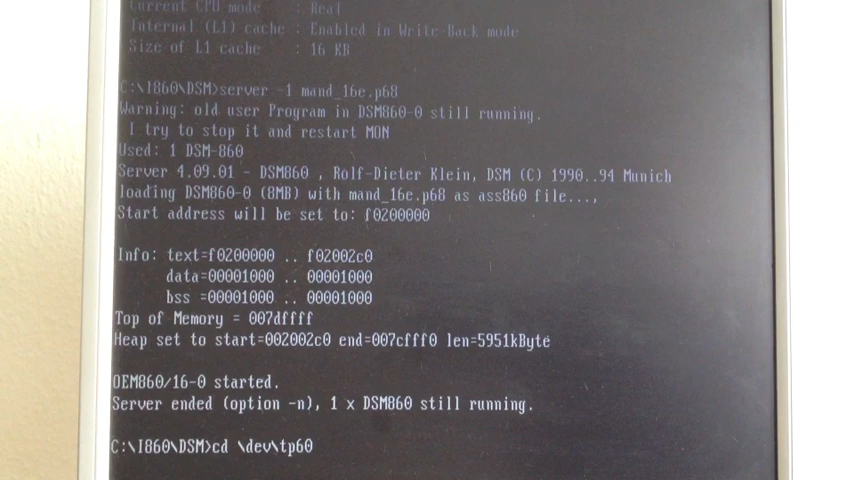 Current CPU mode : Real
Internal (L1) cache : Enabled in Write-Back mode
Size of L1 cache : 16 KB
C:\I860\DSM>server -1 mand_16e.p68
Warning: old user Program in DSM860-0 still running.
I try to stop it and restart MON
Used: 1 DSM-860
Server 4.09.01 - DSM860 , Rolf-Dieter Klein, DSM (C) 1990..94 Munich
loading DSM860-0 (8MB) with mand_16e.p68 as ass860 file...,
Start address will be set to: f0200000
Info: text=f0200000 .. f02002c0
data=00001000 .. 00001000
bss =00001000 .. 00001000
Top of Memory = 007dffff
Heap set to start=002002c0 end=007cfff0 len=5951kByte
OEM860/16-0 started.
Server ended (option -n), 1 x DSM860 still running.
C:\I860\DSM>cd \dev\tp60